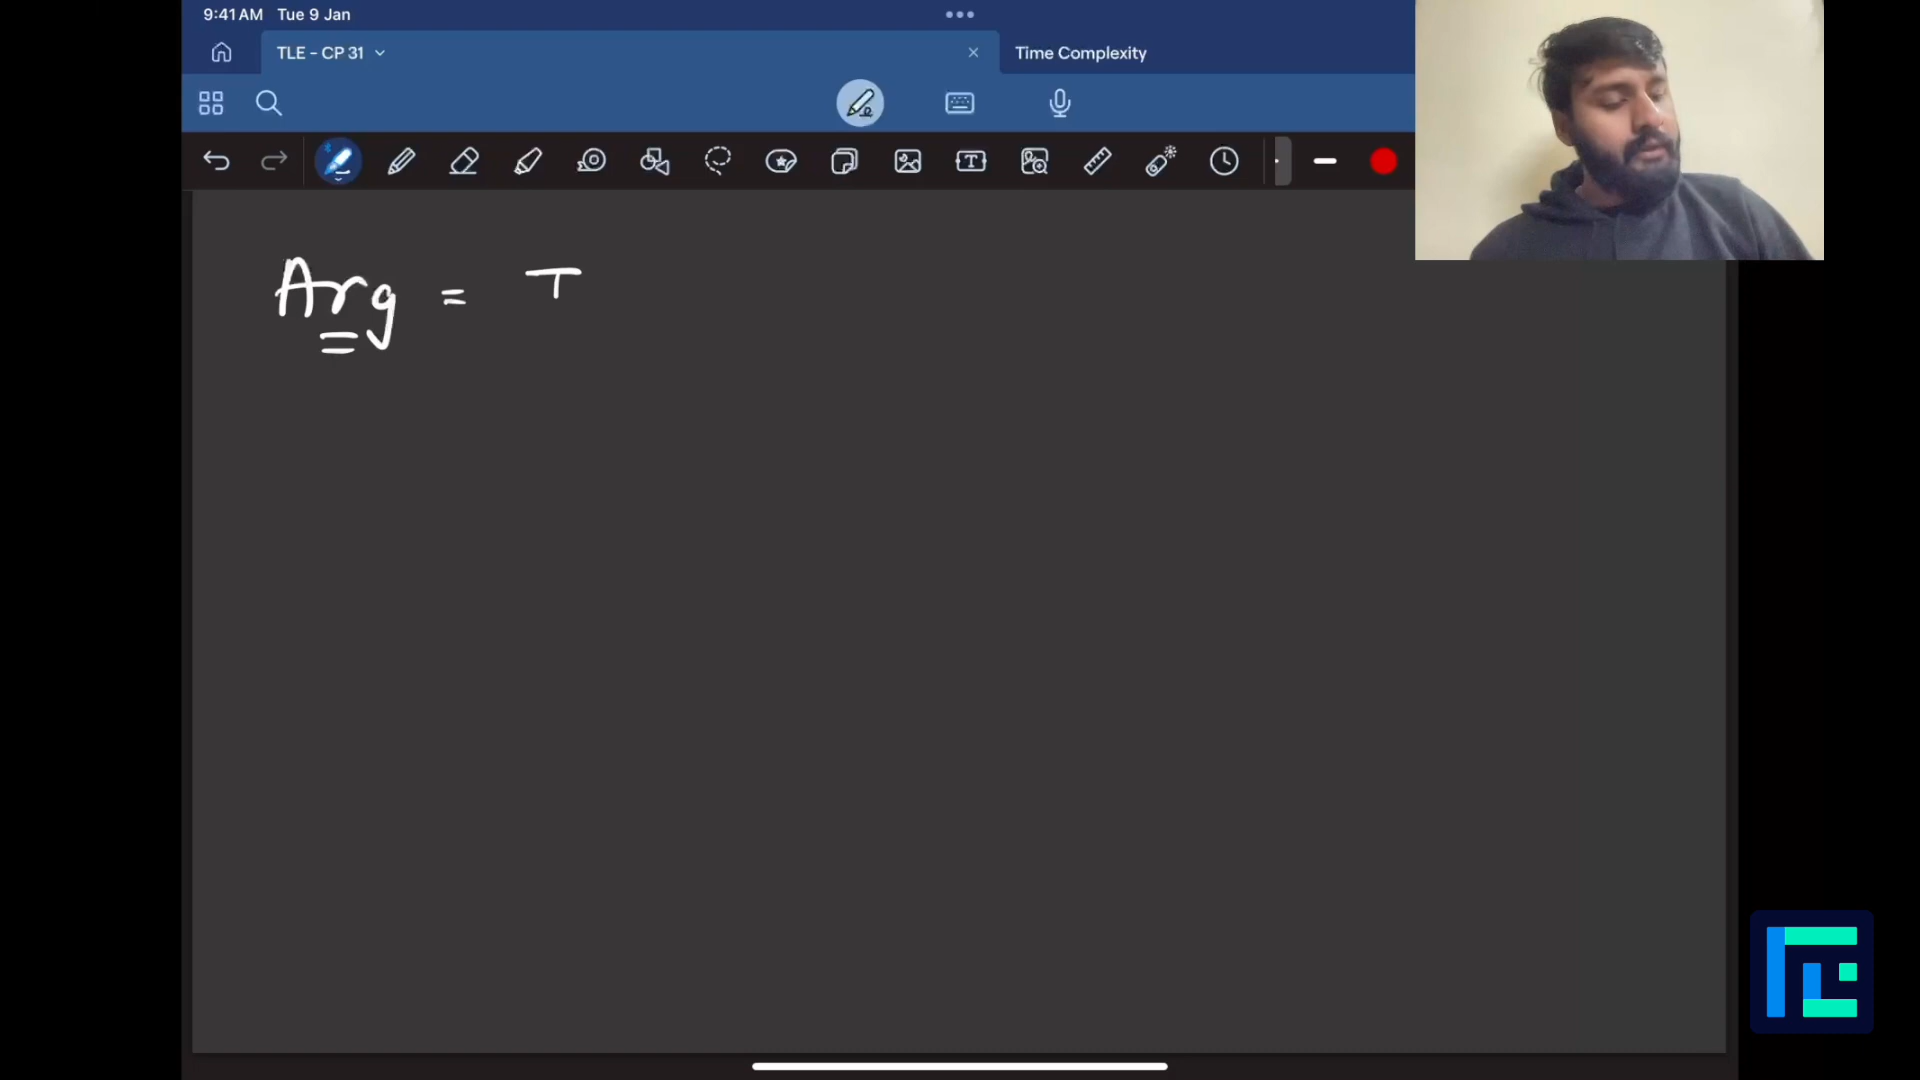 9:41 AM Tue 9 Jan
TLE - CP 31
Time Complexity
Arg = T